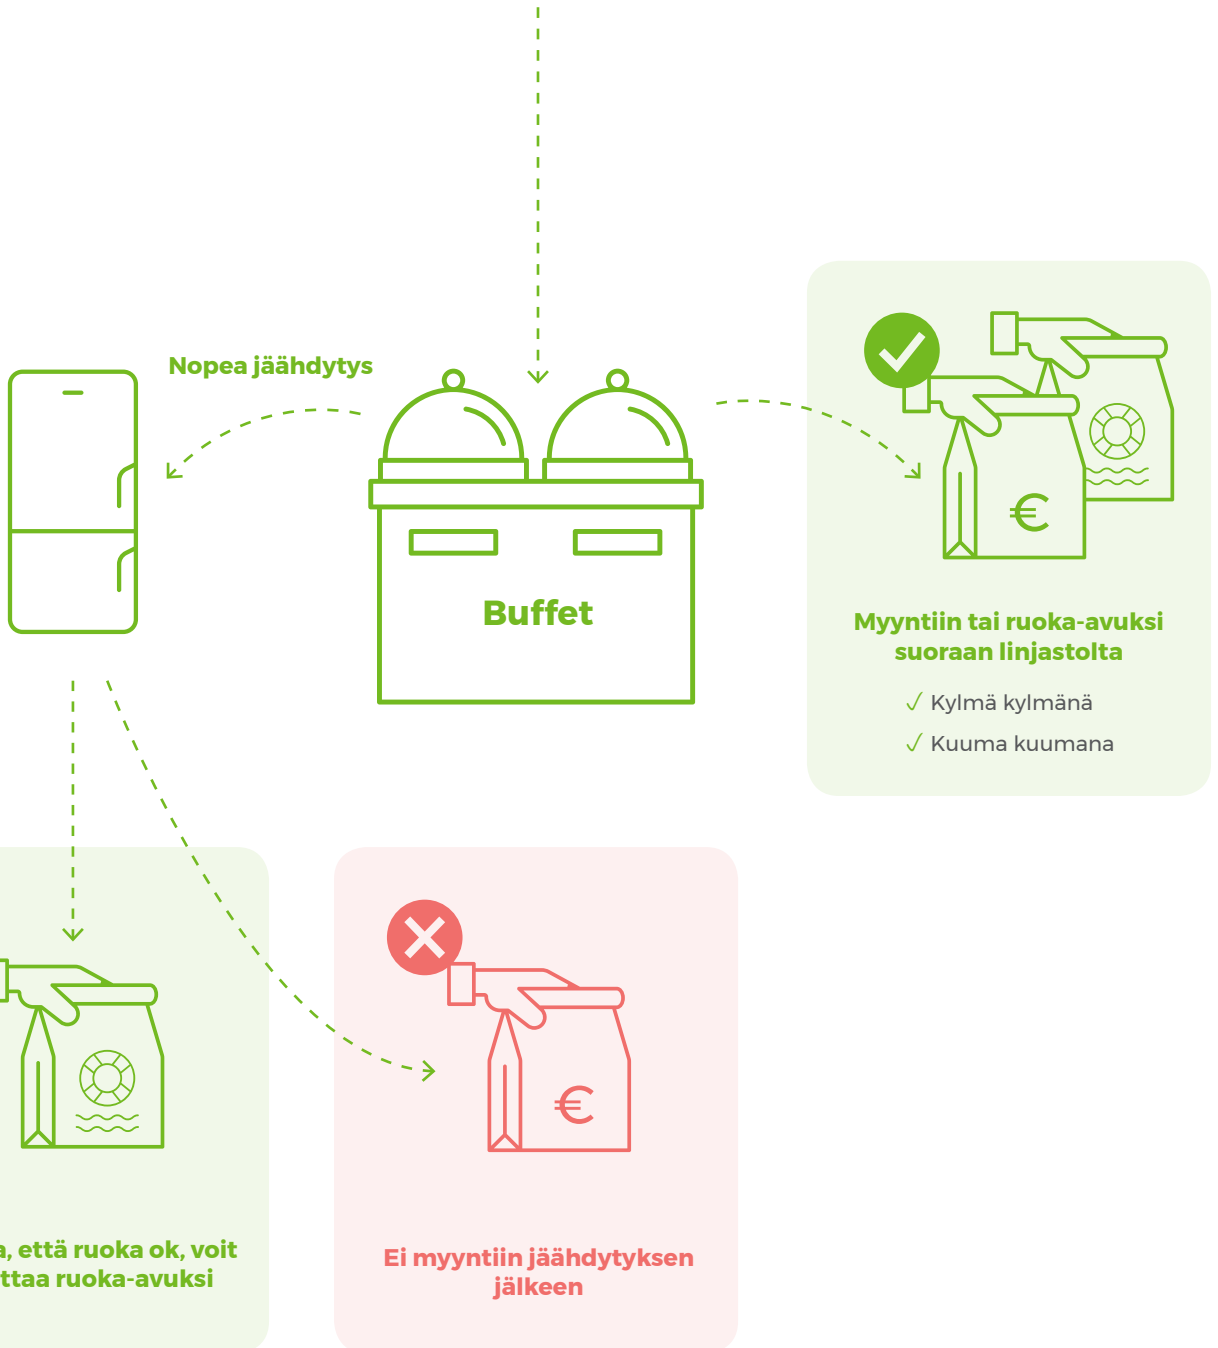 Nopea jäähdytys
Buffet
€
Myyntiin tai ruoka-avuksi
suoraan linjastolta
Kylmä kylmänä
Kuuma kuumana
että ruoka ok, voit
ruoka-avuksi
€
Ei myyntiin jäähdytyksen
jälkeen